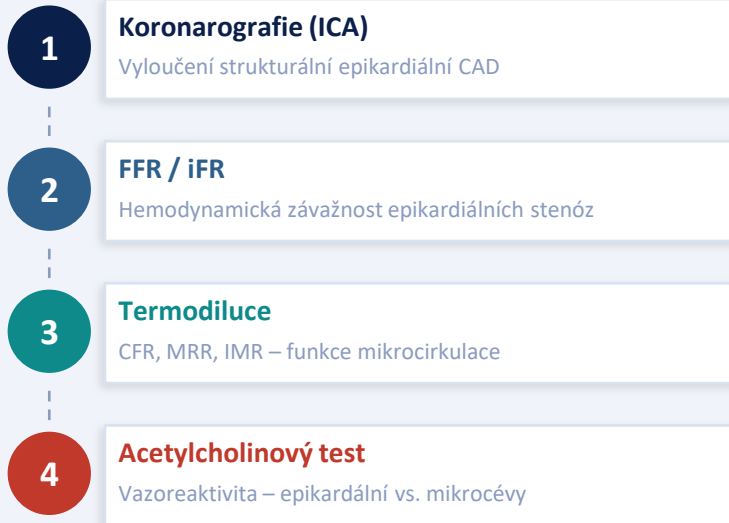 1
Koronarografie (ICA)
Vyloučení strukturální epikardiální CAD
2
FFR / iFR
Hemodynamická závažnost epikardiálních stenóz
3
Termodiluce
CFR, MRR, IMR – funkce mikrocirkulace
4
Acetylcholinový test
Vazoreaktivita – epikardální vs. mikrocévy